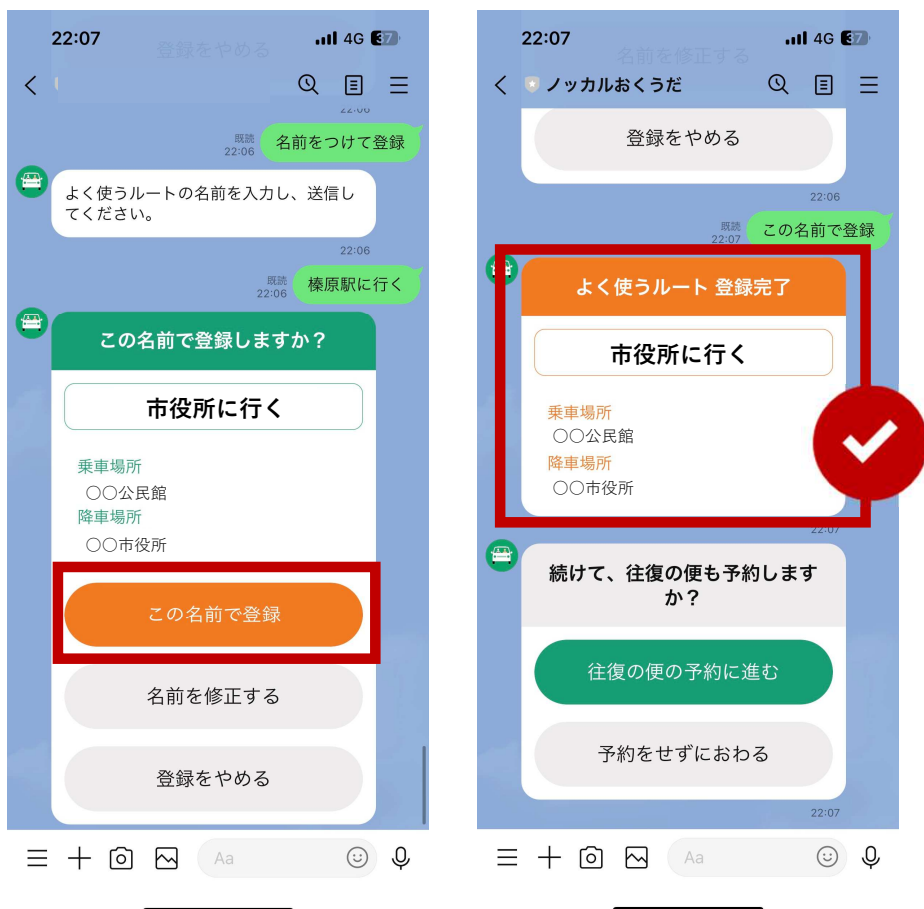 22:07
4G 37
登録をやめる
22:06
既読
22:06
名前をつけて登録
よく使うルートの名前を入力し、送信し
てください。
22:06
既読
22:06
榛原駅に行く
この名前で登録しますか？
市役所に行く
乗車場所
〇〇公民館
降車場所
〇〇市役所
この名前で登録
名前を修正する
登録をやめる
Aa
22:07
4G 37
名前を修正する
ノッカルおくうだ
登録をやめる
22:06
既読
22:07
この名前で登録
よく使うルート 登録完了
市役所に行く
乗車場所
〇〇公民館
降車場所
〇〇市役所
22:07
続けて、往復の便も予約します
か？
往復の便の予約に進む
予約をせずにおわる
22:07
Aa